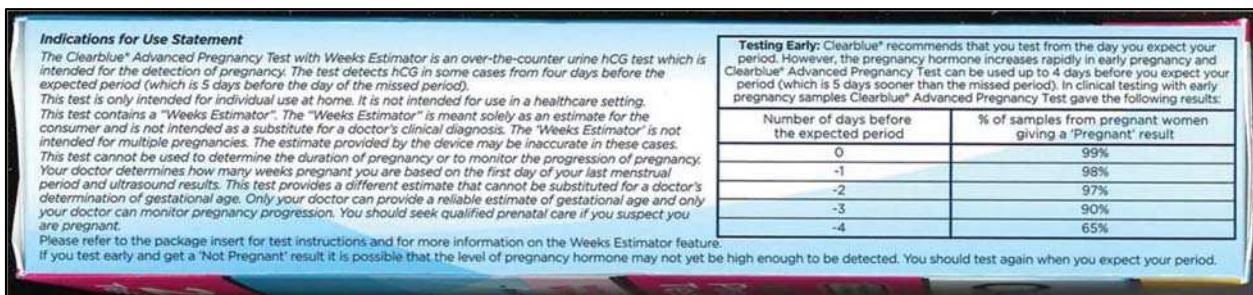 Indications for Use Statement
The Clearblue® Advanced Pregnancy Test with Weeks Estimator is an over-the-counter urine hCG test which is
intended for the detection of pregnancy. The test detects hCG in some cases from four days before the
expected period (which is 5 days before the day of the missed period).
This test is only intended for individual use at home. It is not intended for use in a healthcare setting.
This test contains a "Weeks Estimator". The "Weeks Estimator" is meant solely as an estimate for the
consumer and is not intended as a substitute for a doctor's clinical diagnosis. The 'Weeks Estimator' is not
intended for multiple pregnancies. The estimate provided by the device may be inaccurate in these cases.
This test cannot be used to determine the duration of pregnancy or to monitor the progression of pregnancy.
Your doctor determines how many weeks pregnant you are based on the first day of your last menstrual
period and ultrasound results. This test provides a different estimate that cannot be substituted for a doctor's
determination of gestational age. Only your doctor can provide a reliable estimate of gestational age and only
your doctor can monitor pregnancy progression. You should seek qualified prenatal care if you suspect you
are pregnant.
Please refer to the package insert for test instructions and for more information on the Weeks Estimator feature.
If you test early and get a 'Not Pregnant' result it is possible that the level of pregnancy hormone may not yet be high enough to be detected. You should test again when you expect your period.
Testing Early: Clearblue® recommends that you test from the day you expect your
period. However, the pregnancy hormone increases rapidly in early pregnancy and
Clearblue® Advanced Pregnancy Test can be used up to 4 days before you expect your
period (which is 5 days sooner than the missed period). In clinical testing with early
pregnancy samples Clearblue® Advanced Pregnancy Test gave the following results:
Number of days before
the expected period
% of samples from pregnant women
giving a 'Pregnant' result
0 99%
-1 98%
-2 97%
-3 90%
-4 65%